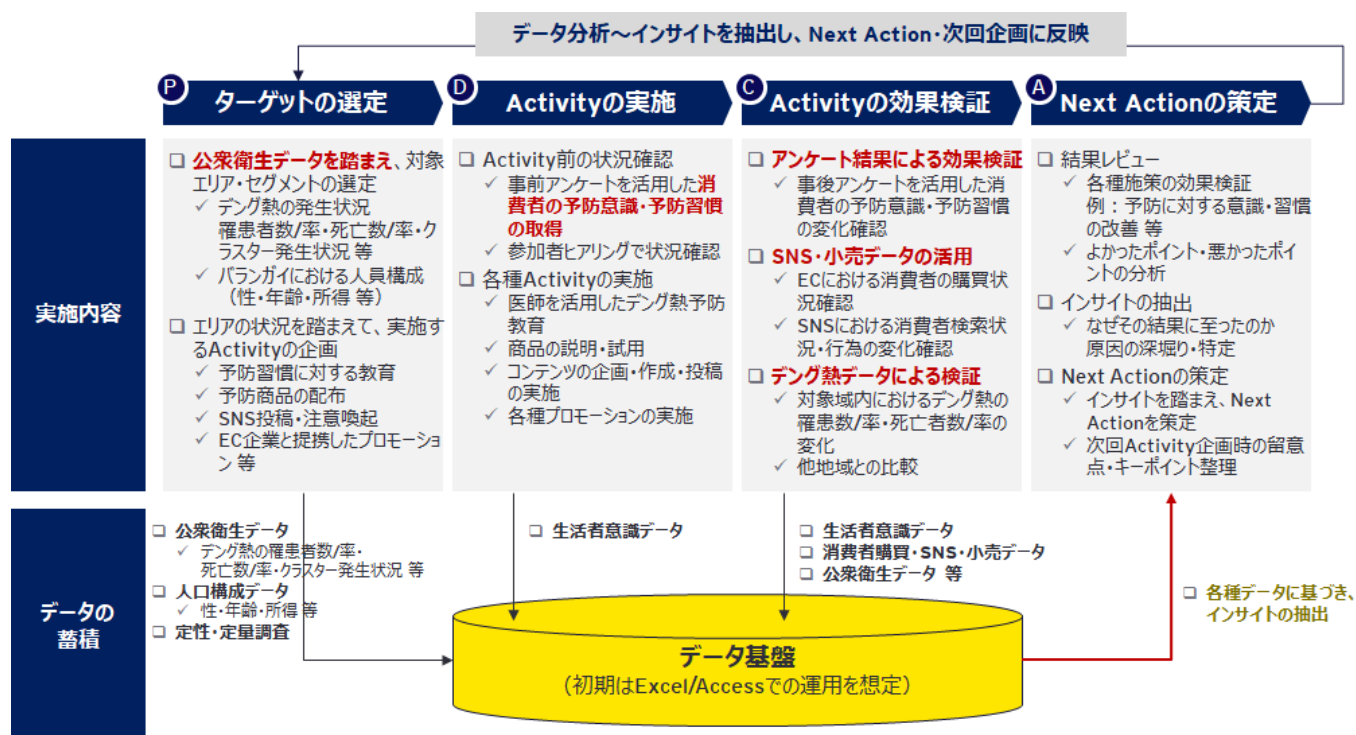 データ分析~インサイトを抽出し、Next Action・次回企画に反映
P
ターゲットの選定
D
Activityの実施
C
Activityの効果検証
A
Next Actionの策定
実施内容
公衆衛生データを踏まえ、対象
エリア・セグメントの選定
デング熱の発生状況
罹患者数/率・死亡数/率・ク
ラスター発生状況 等
バランガイにおける人員構成
(性・年齢・所得 等)
エリアの状況を踏まえて、実施す
るActivityの企画
予防習慣に対する教育
予防商品の配布
SNS投稿・注意喚起
EC企業と提携したプロモーショ
ン 等
Activity前の状況確認
事前アンケートを活用した消
費者の予防意識・予防習慣
の取得
参加者ヒアリングで状況確認
各種Activityの実施
医師を活用したデング熱予防
教育
商品の説明・試用
コンテンツの企画・作成・投稿
の実施
各種プロモーションの実施
アンケート結果による効果検証
事後アンケートを活用した消
費者の予防意識・予防習慣
の変化確認
SNS・小売データの活用
ECにおける消費者の購買状
況確認
SNSにおける消費者検索状
況・行為の変化確認
デング熱データによる検証
対象域内におけるデング熱の
罹患数/率・死亡者数/率の
変化
他地域との比較
結果レビュー
各種施策の効果検証
例:予防に対する意識・習慣
の改善 等
よかったポイント・悪かったポイ
ントの分析
インサイトの抽出
なぜその結果に至ったのか
原因の深堀り・特定
Next Actionの策定
インサイトを踏まえ、Next
Actionを策定
次回Activity企画時の留意
点・キーポイント整理
データの
蓄積
公衆衛生データ
デング熱の罹患者数/率・
死亡数/率・クラスター発生状況 等
人口構成データ
性・年齢・所得 等
定性・定量調査
生活者意識データ
生活者意識データ
消費者購買・SNS・小売データ
公衆衛生データ 等
各種データに基づき、
インサイトの抽出
データ基盤
(初期はExcel/Accessでの運用を想定)